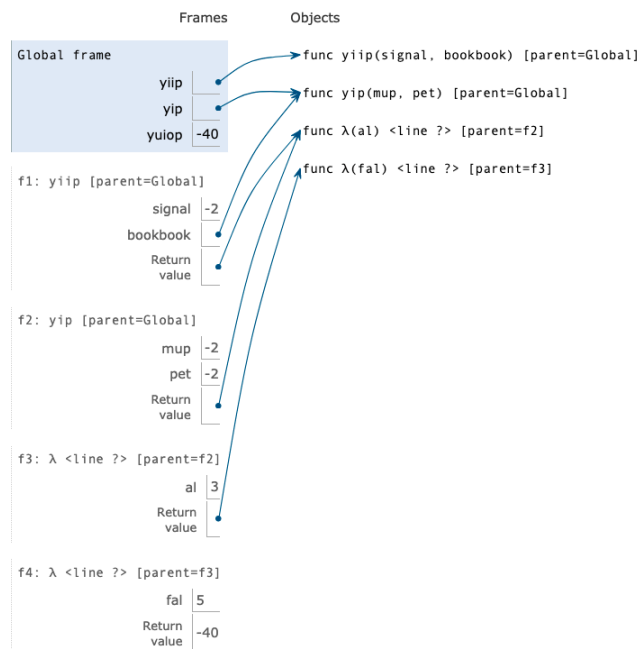 Frames Objects
Global frame func yiip(signal, bookbook) [parent=Global]
yiip
func yip(mup, pet) [parent=Global]
yip
yuiop -40 func λ(al) <line ?> [parent=f2]
func λ(fal) <line ?> [parent=f3]
f1: yiip [parent=Global]
signal -2
bookbook
Return
value
f2: yip [parent=Global]
mup -2
pet -2
Return
value
f3: λ <line ?> [parent=f2]
al 3
Return
value
f4: λ <line ?> [parent=f3]
fal 5
Return
value -40